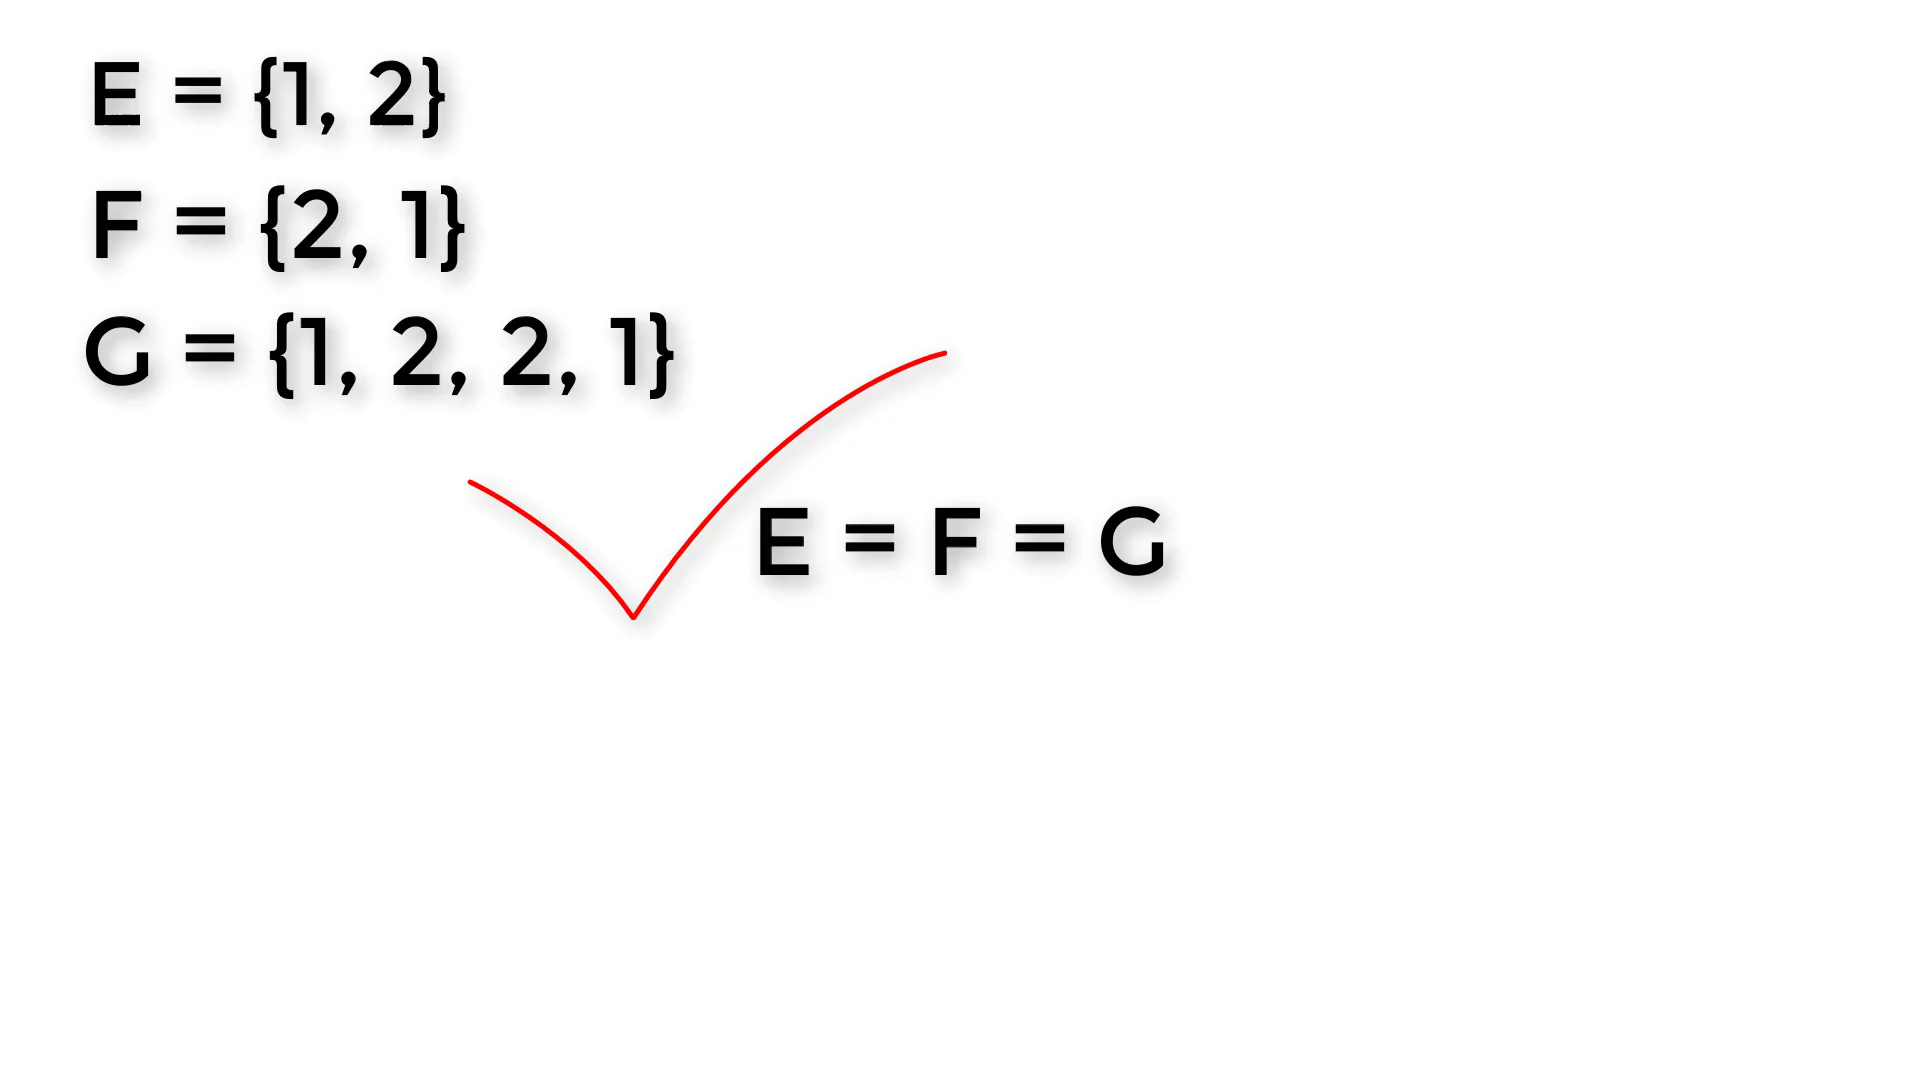 E = {1, 2}
F = {2, 1}
G = {1, 2, 2, 1}
E = F = G